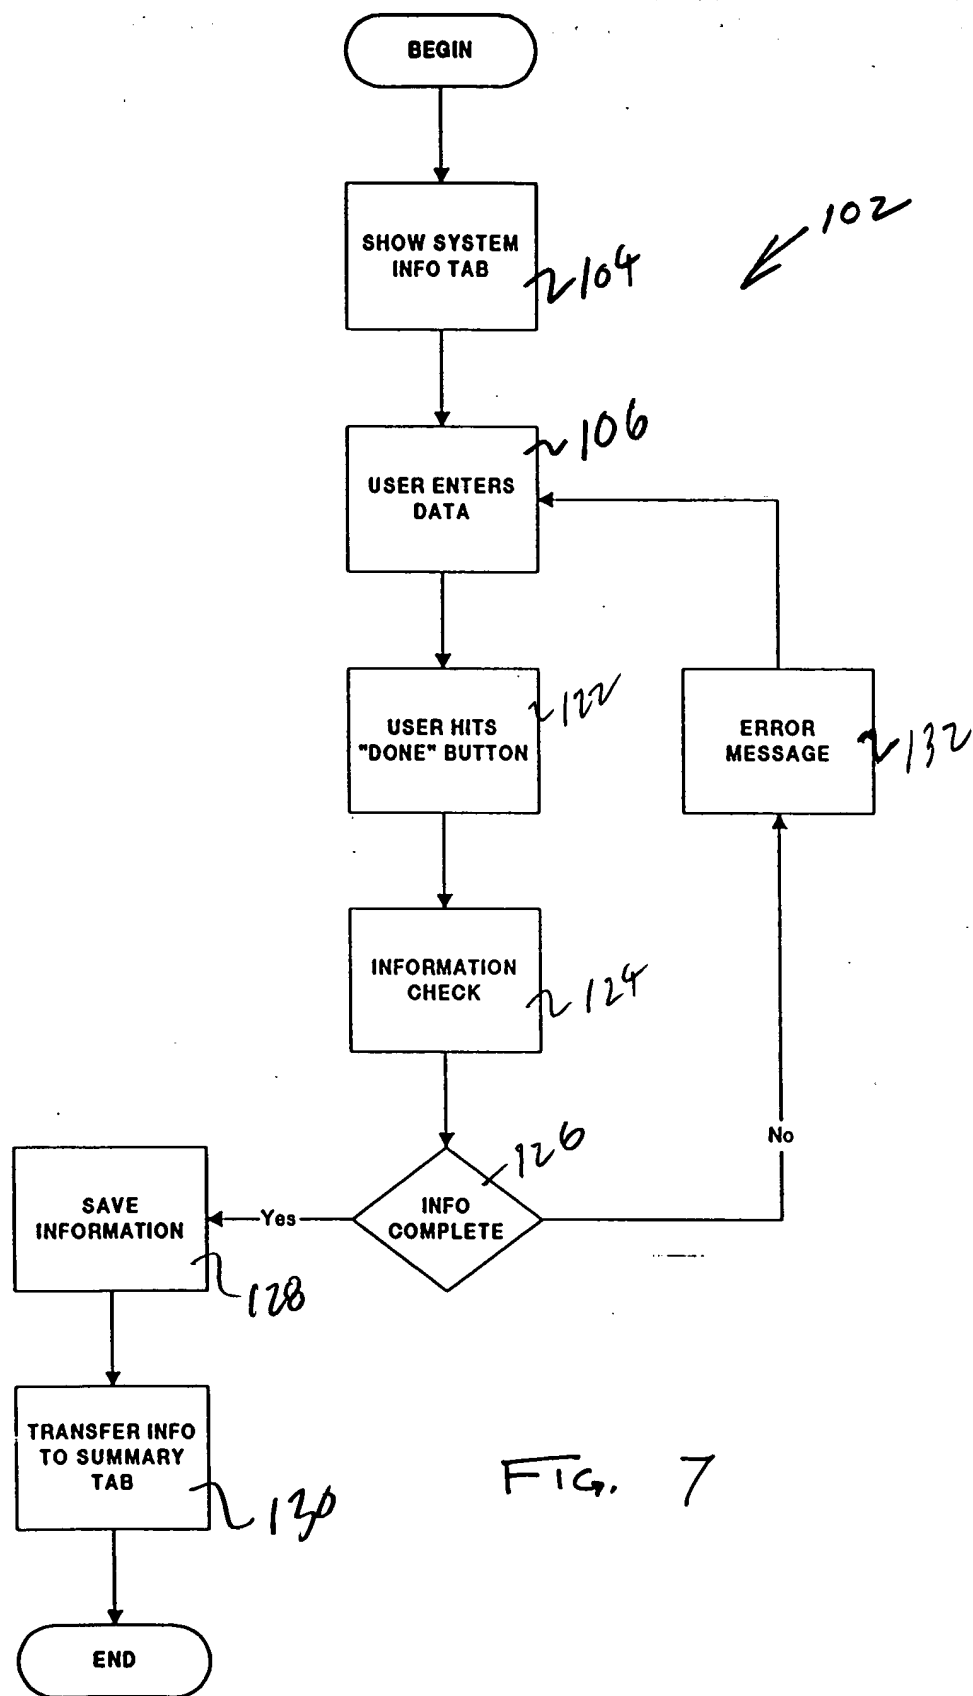 BEGIN
102
SHOW SYSTEM
INFO TAB
104
106
USER ENTERS
DATA
122
USER HITS
"DONE" BUTTON
ERROR
MESSAGE
132
INFORMATION
CHECK
124
No
126
INFO
COMPLETE
Yes
SAVE
INFORMATION
128
TRANSFER INFO
TO SUMMARY
TAB
130
FIG. 7
END